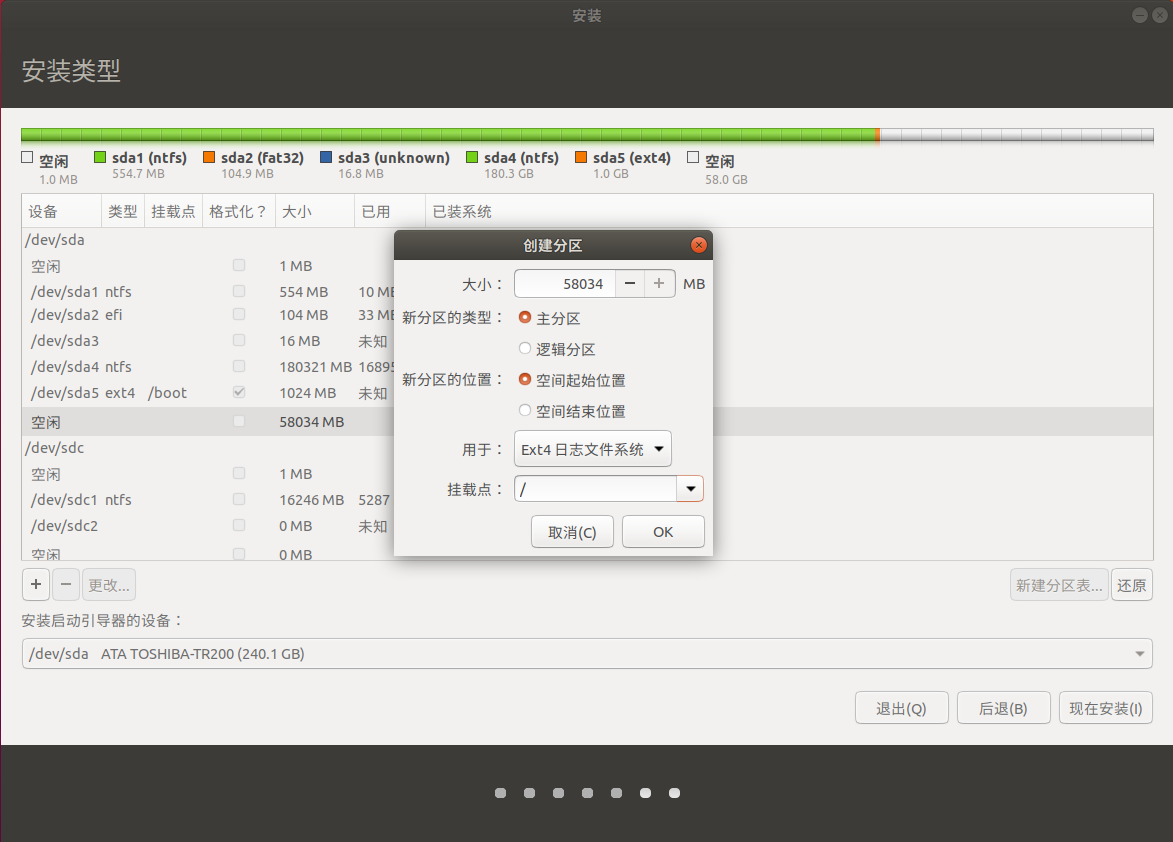 安装
安装类型
空闲 sda1 (ntfs) sda2 (fat32) sda3 (unknown) sda4 (ntfs) sda5 (ext4) 空闲
1.0 MB 554.7 MB 104.9 MB 16.8 MB 180.3 GB 1.0 GB 58.0 GB
设备 类型 挂载点 格式化？ 大小 已用 已装系统
/dev/sda
空闲 1 MB
/dev/sda1 ntfs 554 MB 10 MB
/dev/sda2 efi 104 MB 33 MB
/dev/sda3 16 MB 未知
/dev/sda4 ntfs 180321 MB 16895
/dev/sda5 ext4 /boot 1024 MB 未知
空闲 58034 MB
/dev/sdc
空闲 1 MB
/dev/sdc1 ntfs 16246 MB 5287
/dev/sdc2 0 MB 未知
空闲 0 MB
创建分区
大小： 58034 MB
新分区的类型： 主分区
逻辑分区
新分区的位置： 空间起始位置
空间结束位置
用于： Ext4 日志文件系统
挂载点： /
取消(C) OK
+ − 更改... 新建分区表... 还原
安装启动引导器的设备：
/dev/sda ATA TOSHIBA-TR200 (240.1 GB)
退出(Q) 后退(B) 现在安装(I)